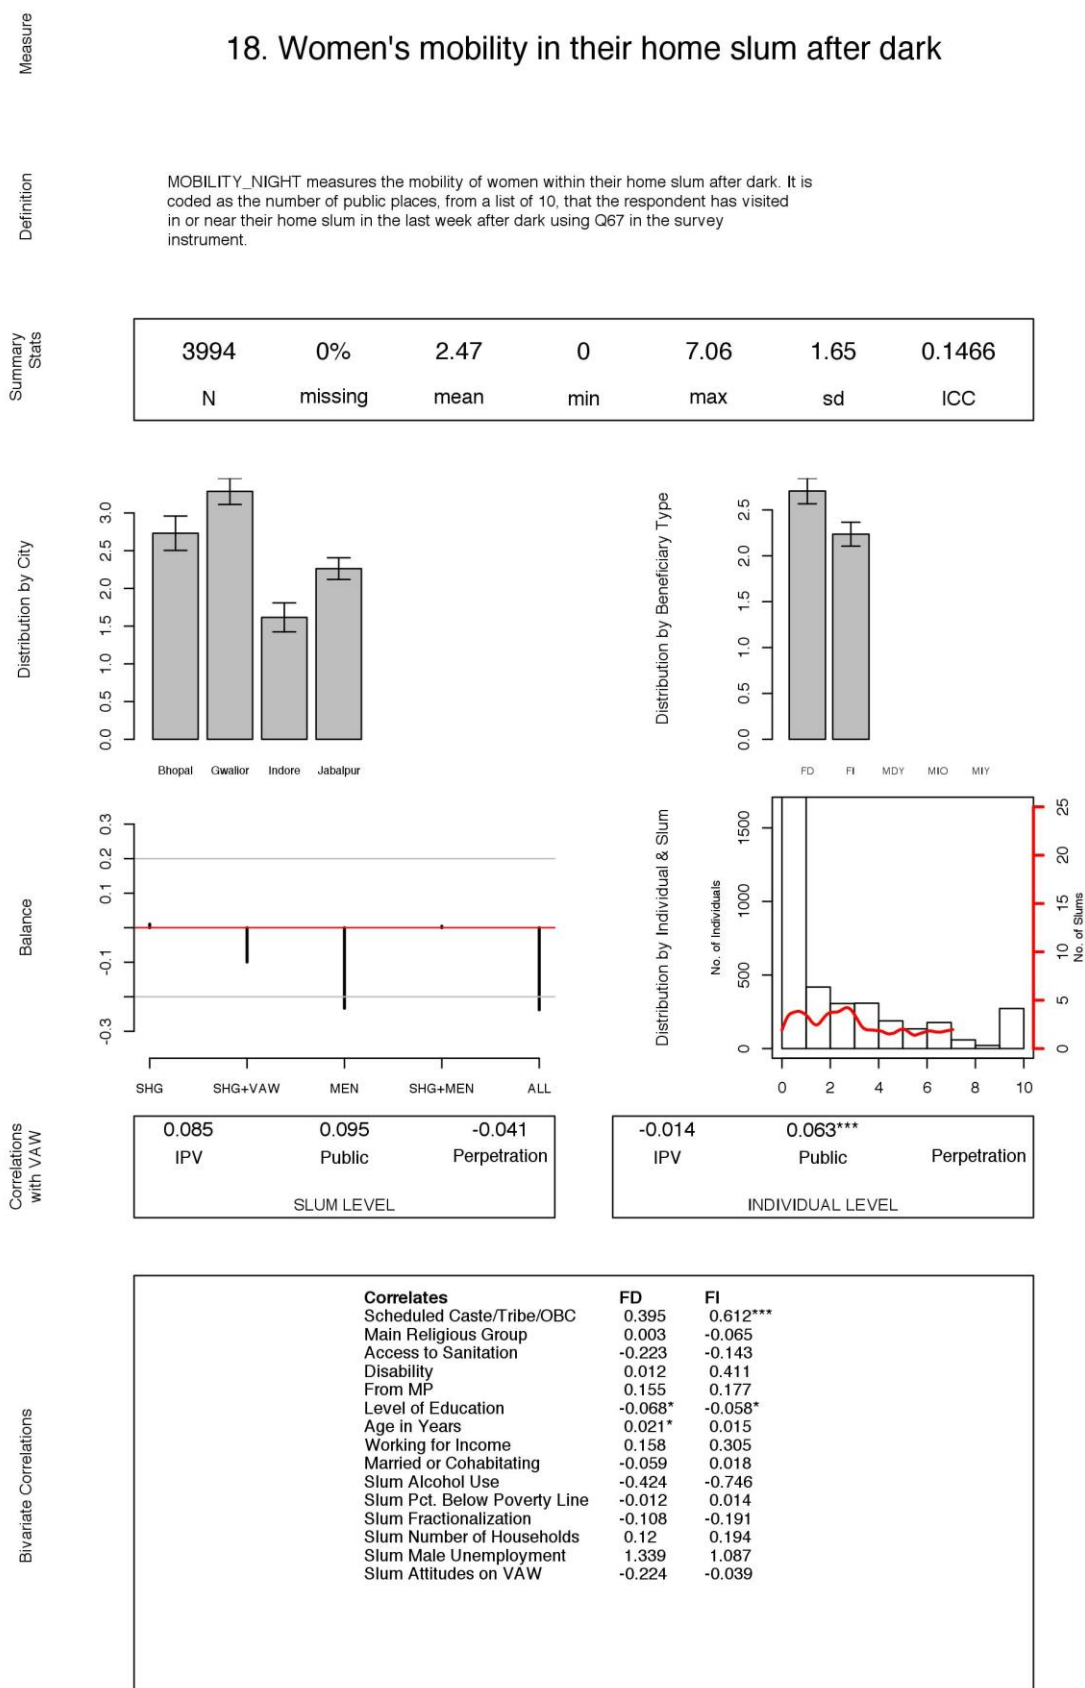 Measure
18. Women's mobility in their home slum after dark
Definition
MOBILITY_NIGHT measures the mobility of women within their home slum after dark. It is
coded as the number of public places, from a list of 10, that the respondent has visited
in or near their home slum in the last week after dark using Q67 in the survey
instrument.
Summary
Stats
3994 0% 2.47 0 7.06 1.65 0.1466
N missing mean min max sd ICC
Distribution by City
3.0
2.5
2.0
1.5
1.0
0.5
0.0
Bhopal Gwalior Indore Jabalpur
Distribution by Beneficiary Type
2.5
2.0
1.5
1.0
0.5
0.0
FD FI MDY MIO MIY
Balance
0.3
0.2
0.1
-0.1
-0.3
SHG SHG+VAW MEN SHG+MEN ALL
Distribution by Individual & Slum
No. of Individuals
1500
1000
500
0
25
20
15
10
5
0
No. of Slums
0 2 4 6 8 10
Correlations
with VAW
0.085 0.095 -0.041
IPV Public Perpetration
SLUM LEVEL
-0.014 0.063***
IPV Public Perpetration
INDIVIDUAL LEVEL
Bivariate Correlations
Correlates FD FI
Scheduled Caste/Tribe/OBC 0.395 0.612***
Main Religious Group 0.003 -0.065
Access to Sanitation -0.223 -0.143
Disability 0.012 0.411
From MP 0.155 0.177
Level of Education -0.068* -0.058*
Age in Years 0.021* 0.015
Working for Income 0.158 0.305
Married or Cohabitating -0.059 0.018
Slum Alcohol Use -0.424 -0.746
Slum Pct. Below Poverty Line -0.012 0.014
Slum Fractionalization -0.108 -0.191
Slum Number of Households 0.12 0.194
Slum Male Unemployment 1.339 1.087
Slum Attitudes on VAW -0.224 -0.039